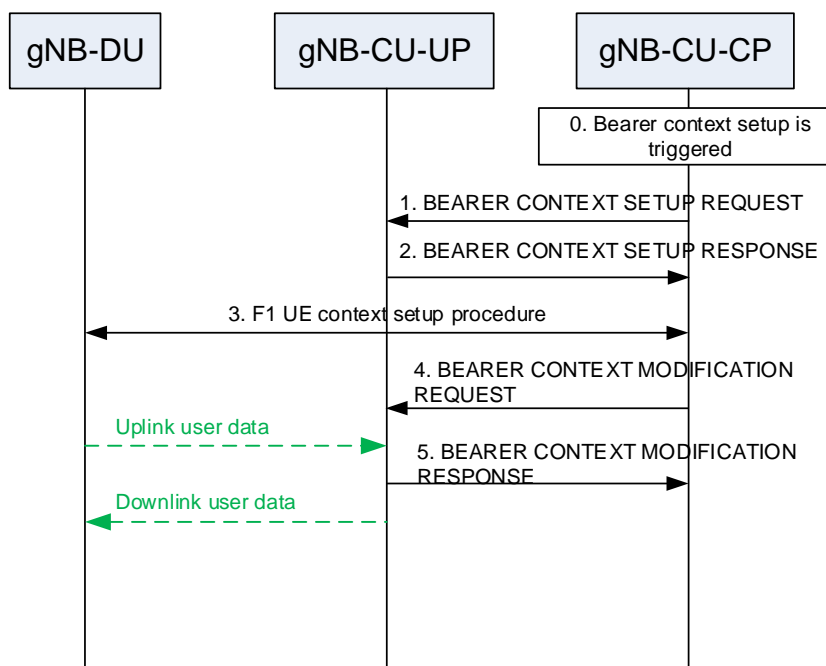 gNB-DU
gNB-CU-UP
gNB-CU-CP
0. Bearer context setup is
triggered
1. BEARER CONTEXT SETUP REQUEST
2. BEARER CONTEXT SETUP RESPONSE
3. F1 UE context setup procedure
4. BEARER CONTEXT MODIFICATION
REQUEST
Uplink user data
5. BEARER CONTEXT MODIFICATION
RESPONSE
Downlink user data